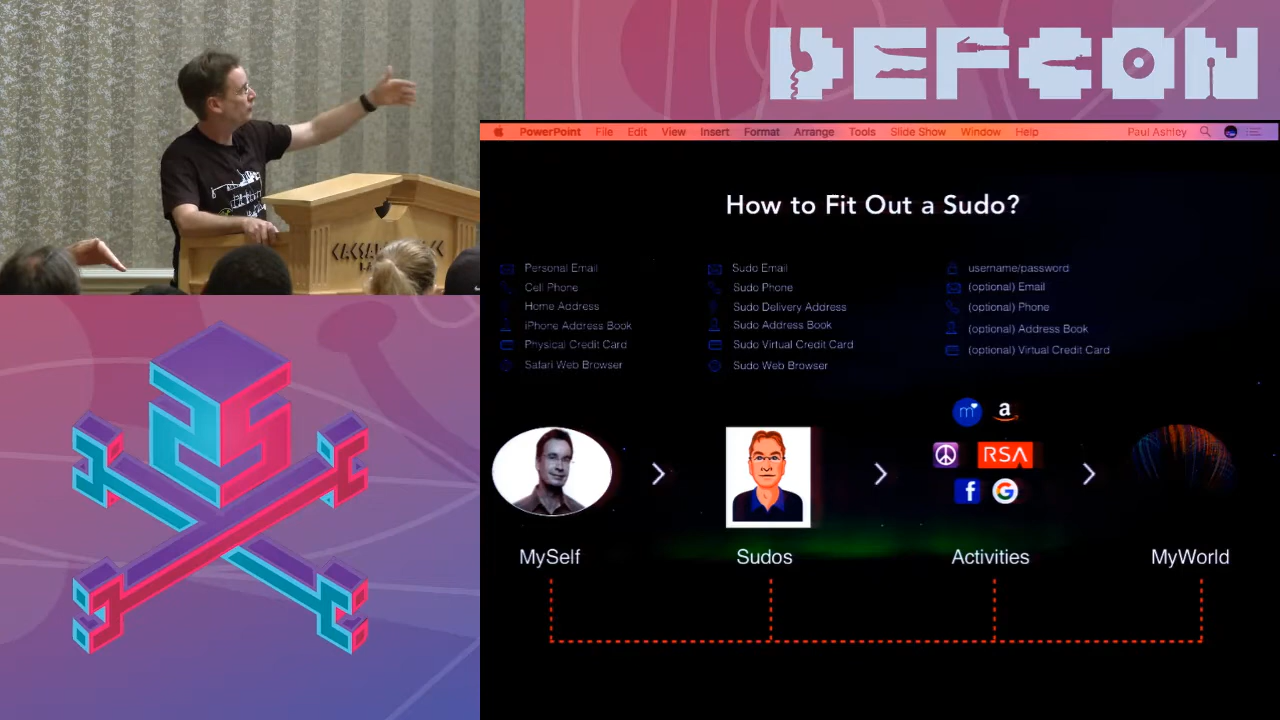 DEFCON
PowerPoint File Edit View Insert Format Arrange Tools Slide Show Window Help Paul Ashley
How to Fit Out a Sudo?
Personal Email
Cell Phone
Home Address
iPhone Address Book
Physical Credit Card
Safari Web Browser
Sudo Email
Sudo Phone
Sudo Delivery Address
Sudo Address Book
Sudo Virtual Credit Card
Sudo Web Browser
username/password
(optional) Email
(optional) Phone
(optional) Address Book
(optional) Virtual Credit Card
m
a
RSA
f
G
MySelf
Sudos
Activities
MyWorld
25